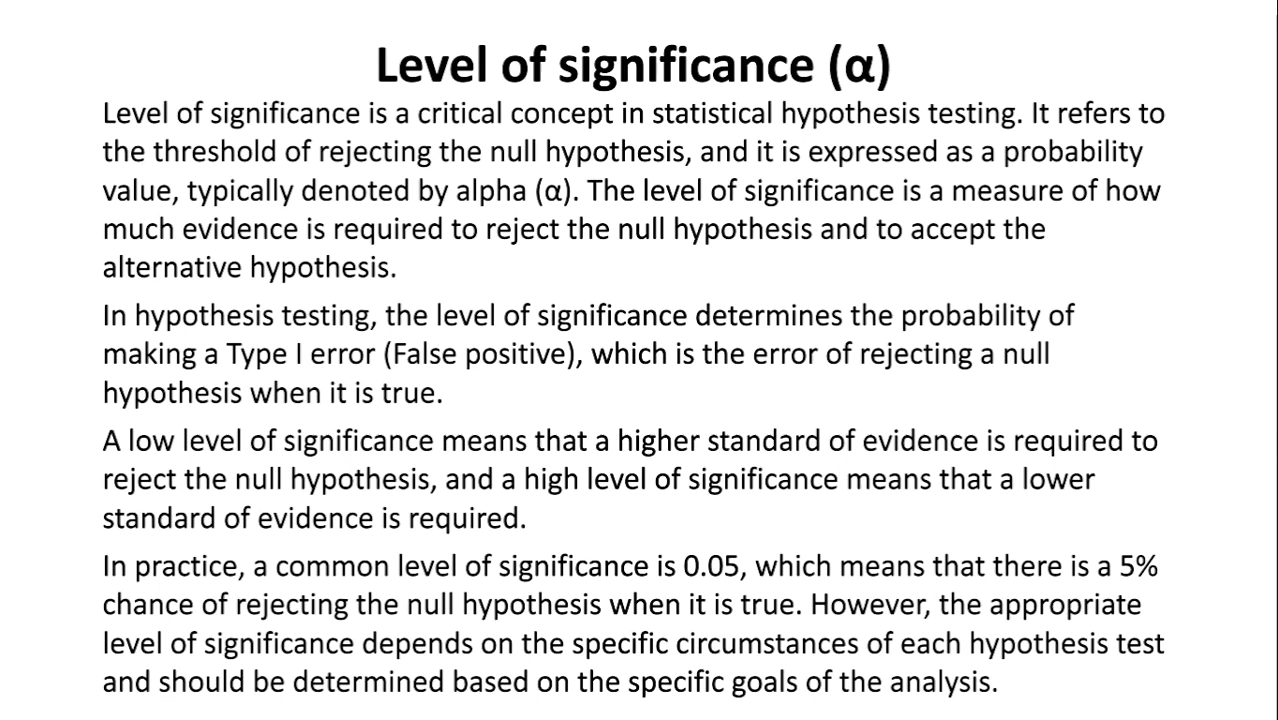 Level of significance (α)
Level of significance is a critical concept in statistical hypothesis testing. It refers to
the threshold of rejecting the null hypothesis, and it is expressed as a probability
value, typically denoted by alpha (α). The level of significance is a measure of how
much evidence is required to reject the null hypothesis and to accept the
alternative hypothesis.
In hypothesis testing, the level of significance determines the probability of
making a Type I error (False positive), which is the error of rejecting a null
hypothesis when it is true.
A low level of significance means that a higher standard of evidence is required to
reject the null hypothesis, and a high level of significance means that a lower
standard of evidence is required.
In practice, a common level of significance is 0.05, which means that there is a 5%
chance of rejecting the null hypothesis when it is true. However, the appropriate
level of significance depends on the specific circumstances of each hypothesis test
and should be determined based on the specific goals of the analysis.